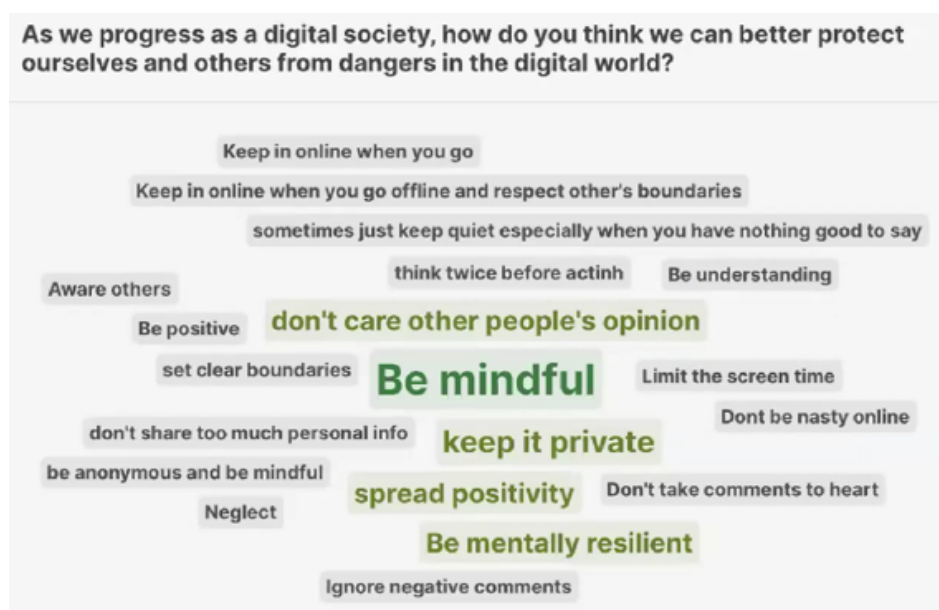 As we progress as a digital society, how do you think we can better protect
ourselves and others from dangers in the digital world?
Keep in online when you go
Keep in online when you go offline and respect other's boundaries
sometimes just keep quiet especially when you have nothing good to say
think twice before actinh
Be understanding
Aware others
don't care other people's opinion
Be positive
set clear boundaries
Be mindful
Limit the screen time
Dont be nasty online
don't share too much personal info
keep it private
be anonymous and be mindful
spread positivity
Don't take comments to heart
Neglect
Be mentally resilient
Ignore negative comments